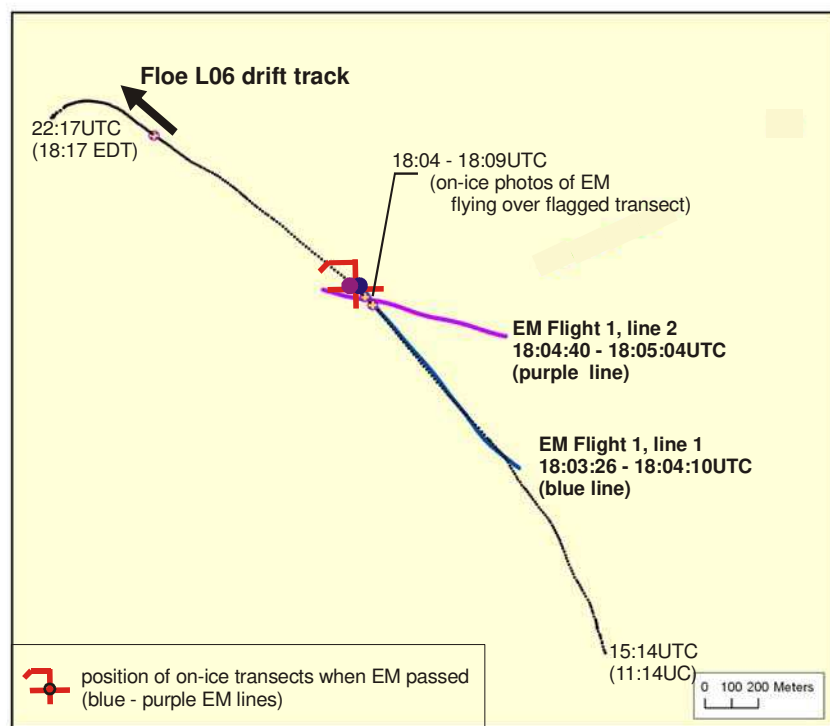 Floe L06 drift track
22:17UTC
(18:17 EDT)
18:04 - 18:09UTC
(on-ice photos of EM
flying over flagged transect)
EM Flight 1, line 2
18:04:40 - 18:05:04UTC
(purple line)
EM Flight 1, line 1
18:03:26 - 18:04:10UTC
(blue line)
15:14UTC
(11:14UC)
position of on-ice transects when EM passed
(blue - purple EM lines)
0 100 200 Meters